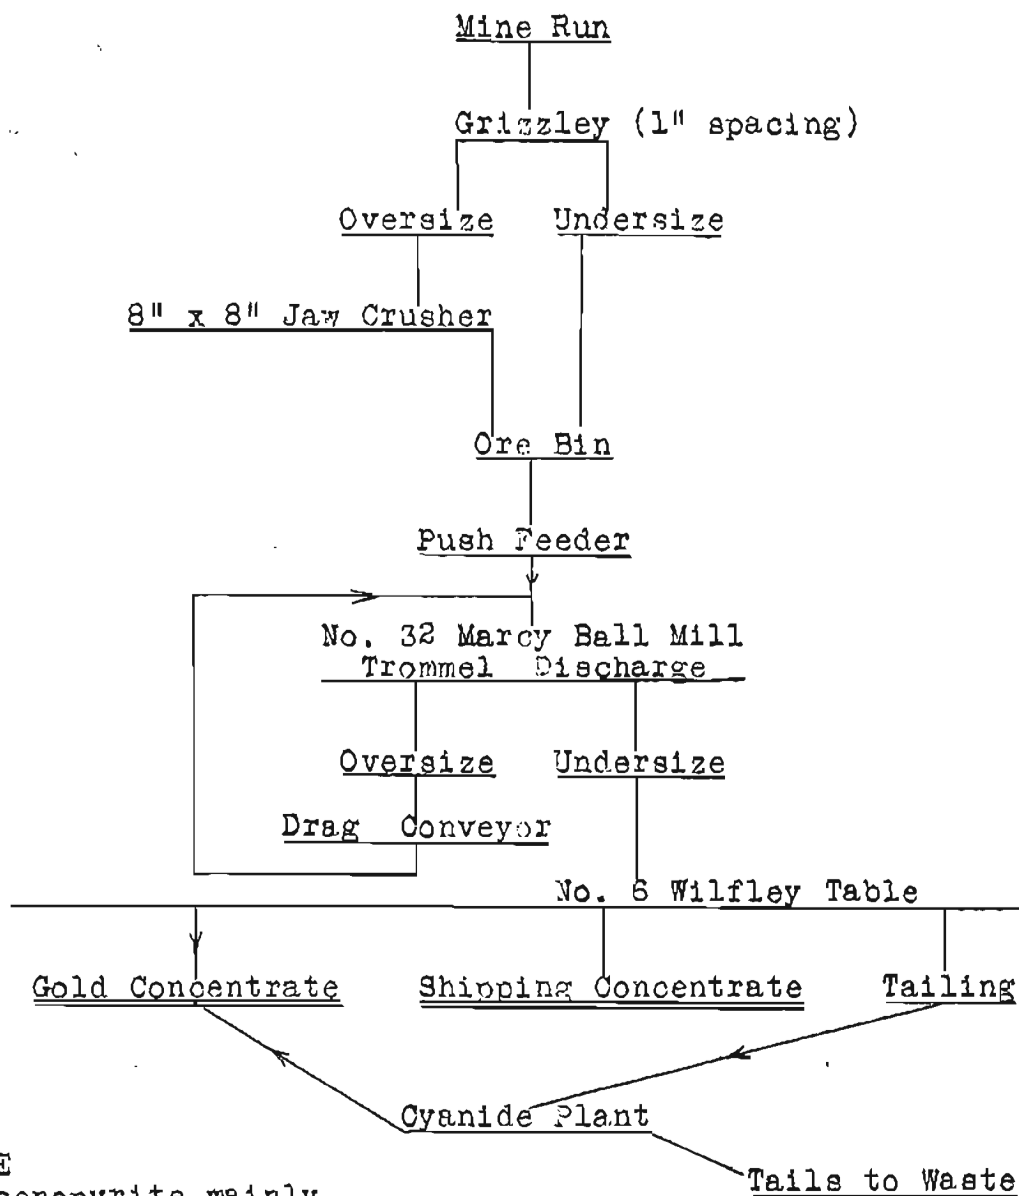 Mine Run
Grizzley (1" spacing)
Oversize Undersize
8" x 8" Jaw Crusher
Ore Bin
Push Feeder
No. 32 Marcy Ball Mill
Trommel Discharge
Oversize Undersize
Drag Conveyor
No. 6 Wilfley Table
Gold Concentrate Shipping Concentrate Tailing
Cyanide Plant
Tails to Waste
mainly